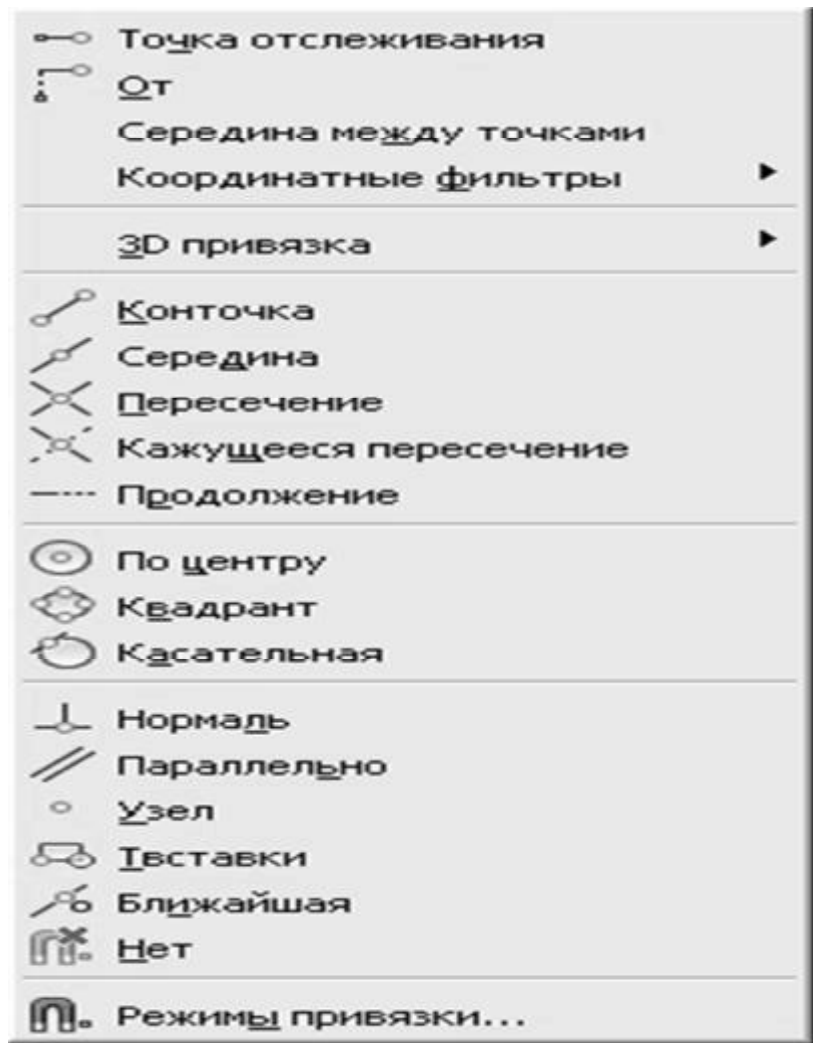 Точка отслеживания
От
Середина между точками
Координатные фильтры
3D привязка
Конточка
Середина
Пересечение
Кажущееся пересечение
Продолжение
По центру
Квадрант
Касательная
Нормаль
Параллельно
Узел
Твставки
Ближайшая
Нет
Режимы привязки...